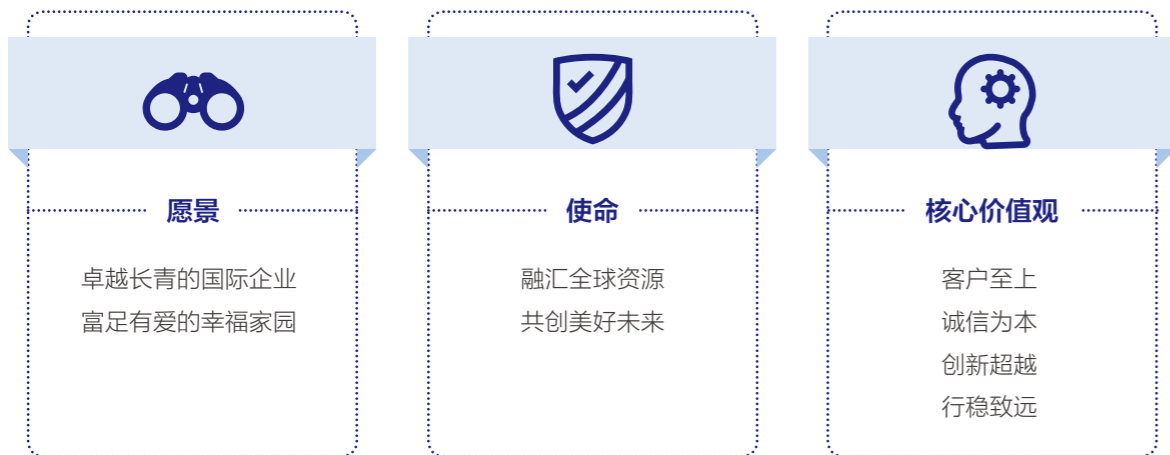 愿景
卓越长青的国际企业
富足有爱的幸福家园
使命
融汇全球资源
共创美好未来
核心价值观
客户至上
诚信为本
创新超越
行稳致远